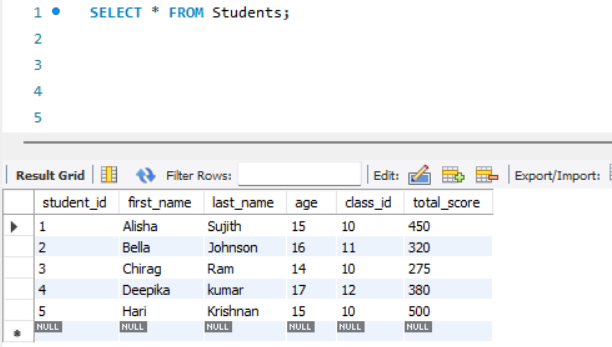 1 SELECT * FROM Students;
2
3
4
5
Result Grid Filter Rows: Edit: Export/Import:
student_id first_name last_name age class_id total_score
1 Alisha Sujith 15 10 450
2 Bella Johnson 16 11 320
3 Chirag Ram 14 10 275
4 Deepika kumar 17 12 380
5 Hari Krishnan 15 10 500
NULL NULL NULL NULL NULL NULL